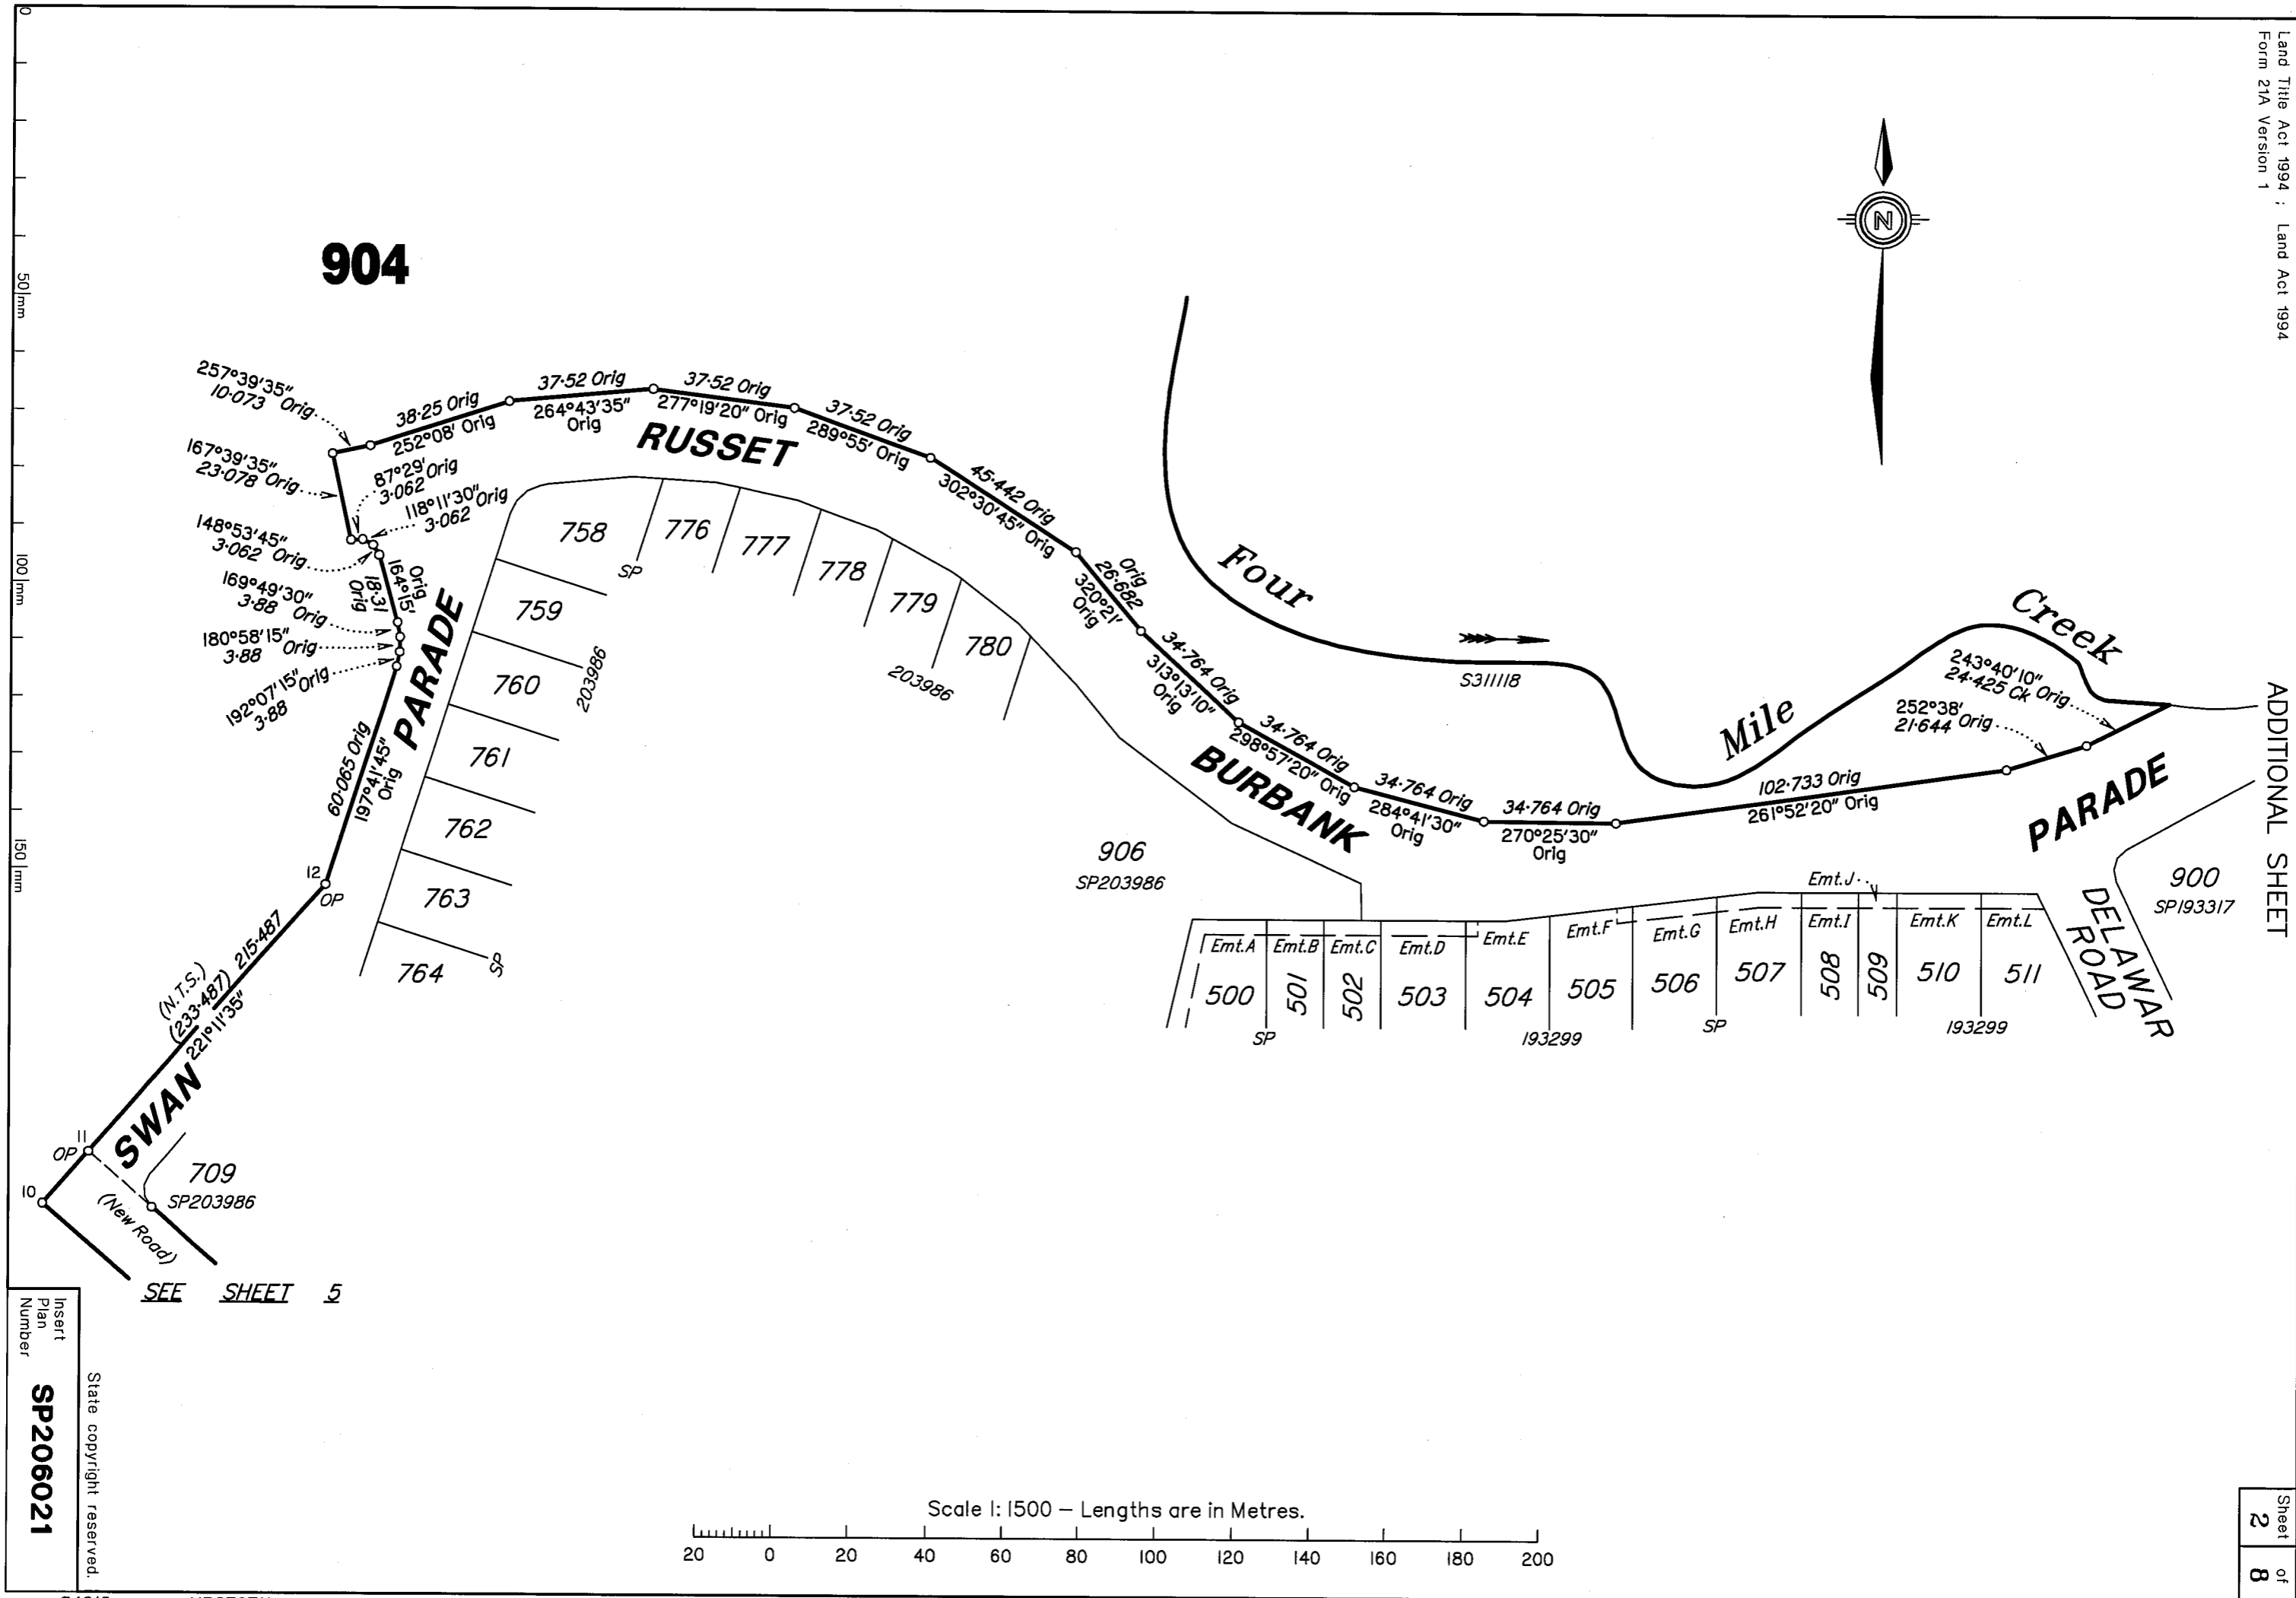 Land Title Act 1994 ; Land Act 1994
Form 21A Version 1
ADDITIONAL SHEET
Sheet
2
of
8
0
50 mm
100 mm
150 mm
N
904
257°39'35"
10·073 Orig
38·25 Orig
252°08' Orig
37·52 Orig
264°43'35"
Orig
37·52 Orig
277°19'20" Orig
37·52 Orig
289°55' Orig
45·442 Orig
302°30'45" Orig
RUSSET
167°39'35"
23·078 Orig
87°29' Orig
3·062
118°11'30" Orig
3·062
148°53'45"
3·062 Orig
164°15'
Orig
18·31
Orig
169°49'30"
3·88 Orig
180°58'15" Orig
3·88
192°07'15" Orig
3·88
60·065 Orig
197°41'45"
Orig
PARADE
758
SP
776
777
778
779
780
203986
759
760
203986
761
762
763
764
SP
Orig
26·682
320°21'
Orig
34·764 Orig
313°13'10"
Orig
34·764 Orig
298°57'20" Orig
34·764 Orig
284°41'30"
Orig
34·764 Orig
270°25'30"
Orig
102·733 Orig
261°52'20" Orig
252°38' Orig
21·644
243°40'10"
24·425 Ck Orig
Four
Mile
Creek
S311118
BURBANK
PARADE
906
SP203986
900
SP193317
DELAWAR
ROAD
Emt.J
Emt.A
Emt.B
Emt.C
Emt.D
Emt.E
Emt.F
Emt.G
Emt.H
Emt.I
Emt.K
Emt.L
500
501
502
503
504
505
506
507
508
509
510
511
SP
193299
SP
193299
12
OP
215·487
(N.T.S.)
(233·487)
221°11'35"
SWAN
11
OP
10
709
SP203986
(New Road)
SEE SHEET 5
Scale 1:1500 – Lengths are in Metres.
20 0 20 40 60 80 100 120 140 160 180 200
State copyright reserved.
Insert
Plan
Number
SP206021